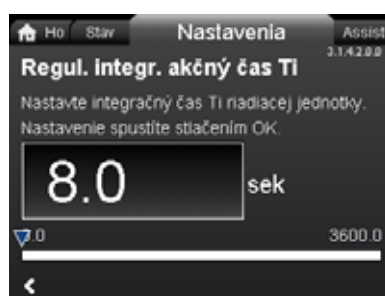 Ho Stav Nastavenia Assist
3.1.4.2.0.0
Regul. integr. akčný čas Ti
Nastavte integračný čas Ti riadiacej jednotky.
Nastavenie spustíte stlačením OK.
8.0 sek
.0 3600.0